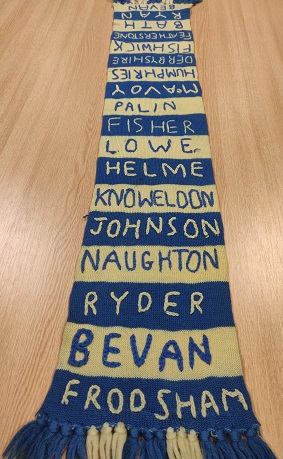 BEVAN
RYAN
BATH
FEATHERSTONE
FISHWICK
DERBYSHIRE
HUMPHRIES
McAVOY
PALIN
FISHER
LOWE
HELME
KNOWELDON
JOHNSON
NAUGHTON
RYDER
BEVAN
FRODSHAM